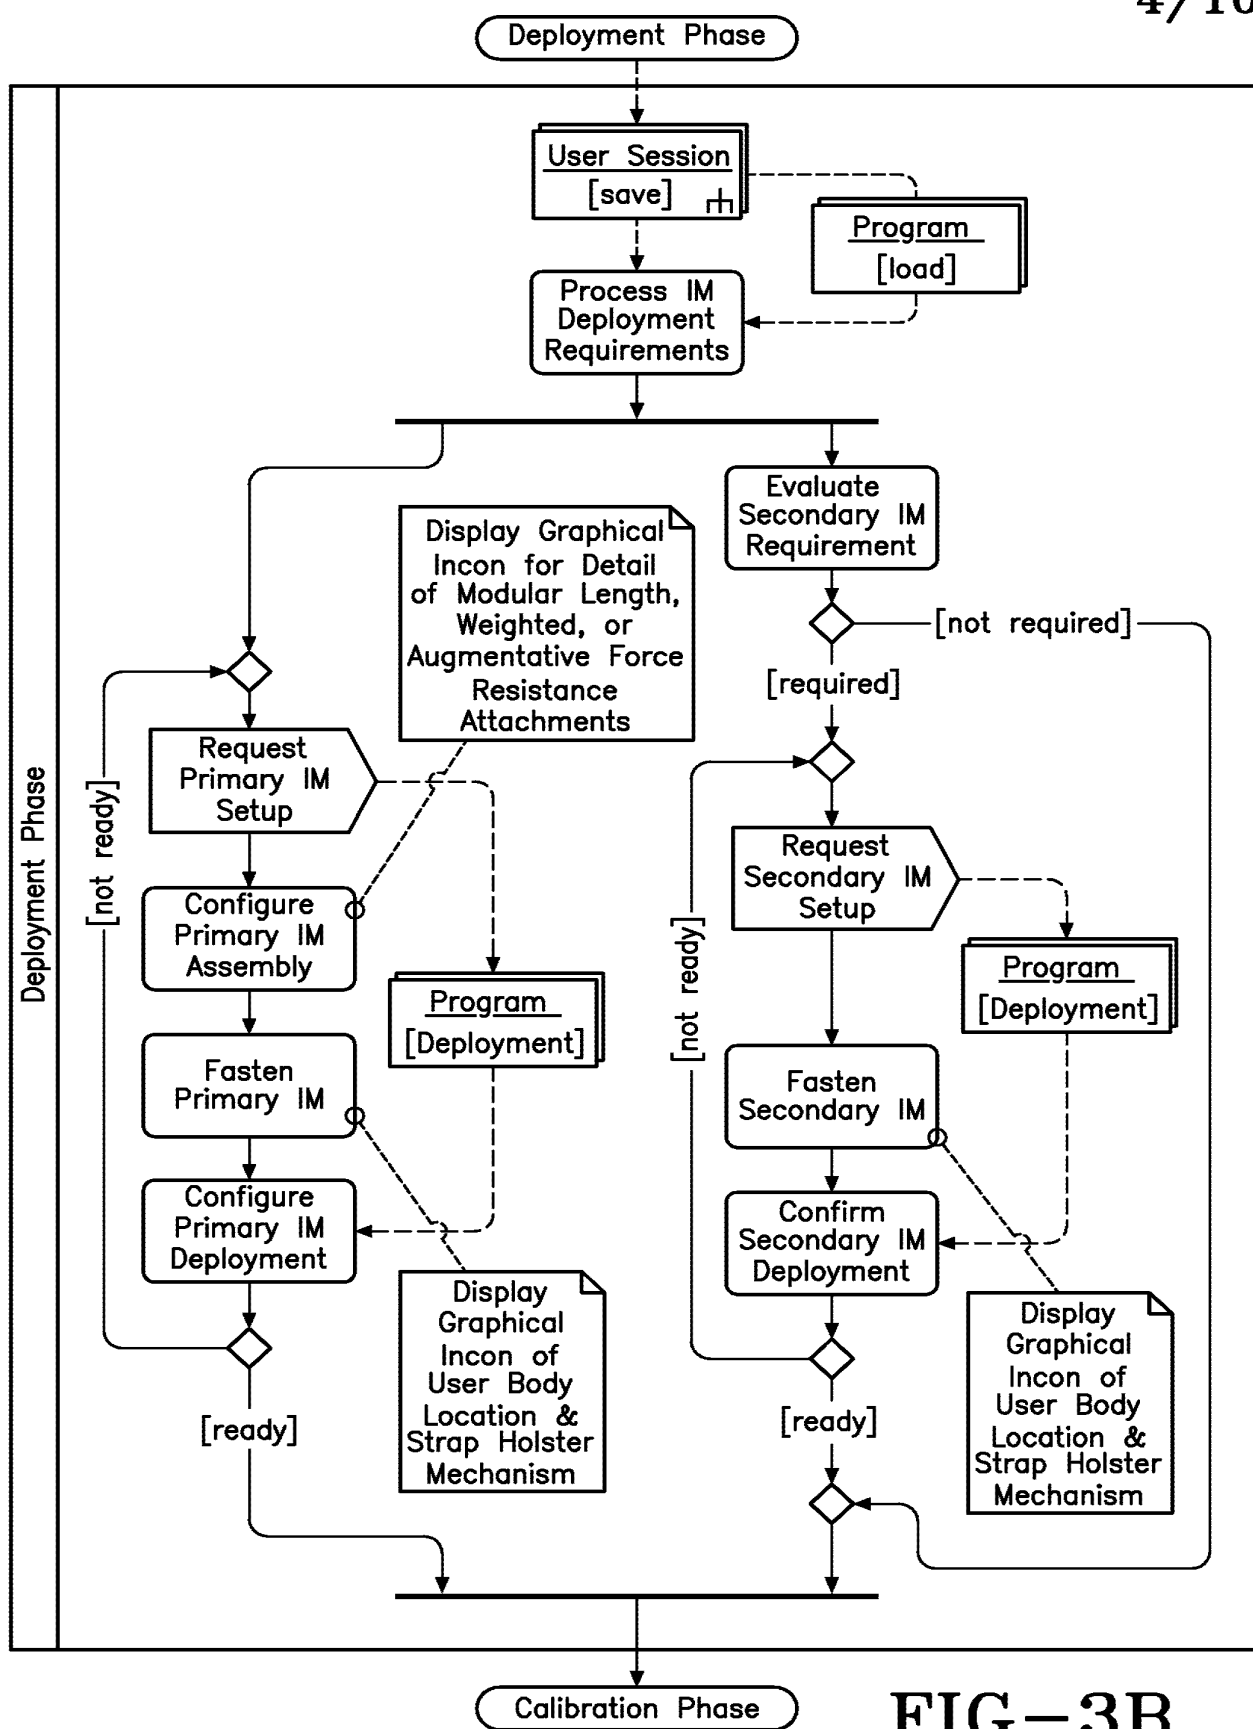 4/10
Deployment Phase
User Session
[save]
Program
[load]
Process IM
Deployment
Requirements
Evaluate
Secondary IM
Requirement
[not required]
[required]
Display Graphical
Incon for Detail
of Modular Length,
Weighted, or
Augmentative Force
Resistance
Attachments
Request
Primary IM
Setup
[not ready]
Configure
Primary IM
Assembly
Program
[Deployment]
Fasten
Primary IM
Configure
Primary IM
Deployment
[ready]
Display
Graphical
Incon of
User Body
Location &
Strap Holster
Mechanism
Request
Secondary IM
Setup
[not ready]
Program
[Deployment]
Fasten
Secondary IM
Confirm
Secondary IM
Deployment
[ready]
Display
Graphical
Incon of
User Body
Location &
Strap Holster
Mechanism
Deployment Phase
Calibration Phase
FIG-3B